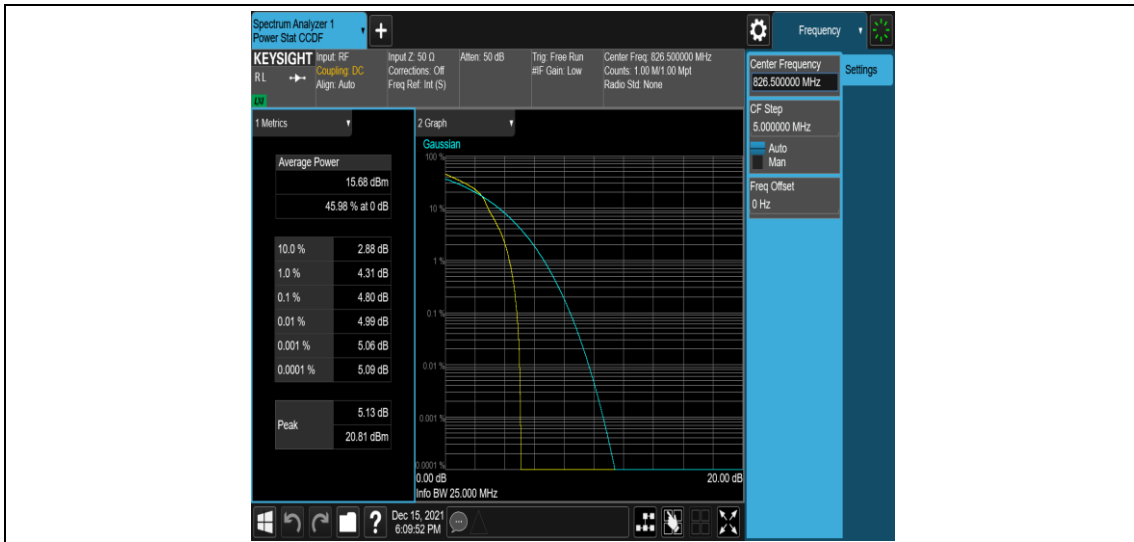 Spectrum Analyzer 1
Power Stat CCDF
Frequency
KEYSIGHT
RL
Input: RF
Coupling: DC
Align: Auto
Input Z: 50 Ω
Corrections: Off
Freq Ref: Int (S)
Atten: 50 dB
Trig: Free Run
#IF Gain: Low
Center Freq: 826.500000 MHz
Counts: 1.00 M/1.00 Mpt
Radio Std: None
Center Frequency
826.500000 MHz
Settings
CF Step
5.000000 MHz
Auto
Man
Freq Offset
0 Hz
1 Metrics
Average Power
15.68 dBm
45.98 % at 0 dB
10.0 % 2.88 dB
1.0 % 4.31 dB
0.1 % 4.80 dB
0.01 % 4.99 dB
0.001 % 5.06 dB
0.0001 % 5.09 dB
Peak
5.13 dB
20.81 dBm
2 Graph
Gaussian
100 %
10 %
1 %
0.1 %
0.01 %
0.001 %
0.0001 %
0.00 dB
20.00 dB
Info BW 25.000 MHz
Dec 15, 2021
6:09:52 PM